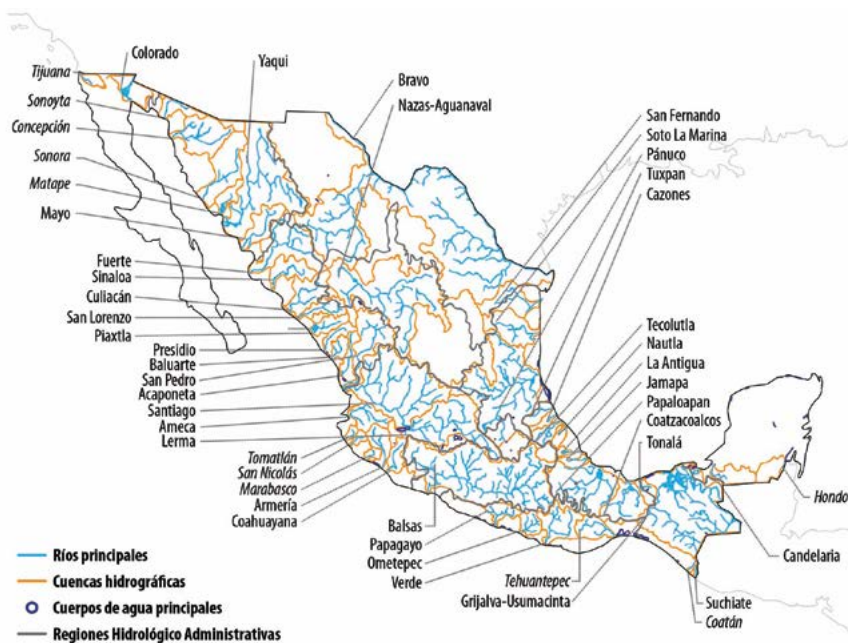 Colorado
Tijuana
Yaqui
Bravo
Sonoyta
Nazas-Aguanaval
San Fernando
Concepción
Soto La Marina
Pánuco
Sonora
Tuxpan
Matape
Cazones
Mayo
Fuerte
Sinaloa
Culiacán
San Lorenzo
Piaxtla
Presidio
Baluarte
San Pedro
Acaponeta
Santiago
Ameca
Lerma
Tomatlán
San Nicolás
Marabasco
Armería
Coahuayana
Tecolutla
Nautla
La Antigua
Jamapa
Papaloapan
Coatzacoalcos
Tonalá
Hondo
Balsas
Papagayo
Ometepec
Verde
Tehuantepec
Grijalva-Usumacinta
Candelaria
Suchiate
Coatán
Ríos principales
Cuencas hidrográficas
Cuerpos de agua principales
Regiones Hidrológico Administrativas